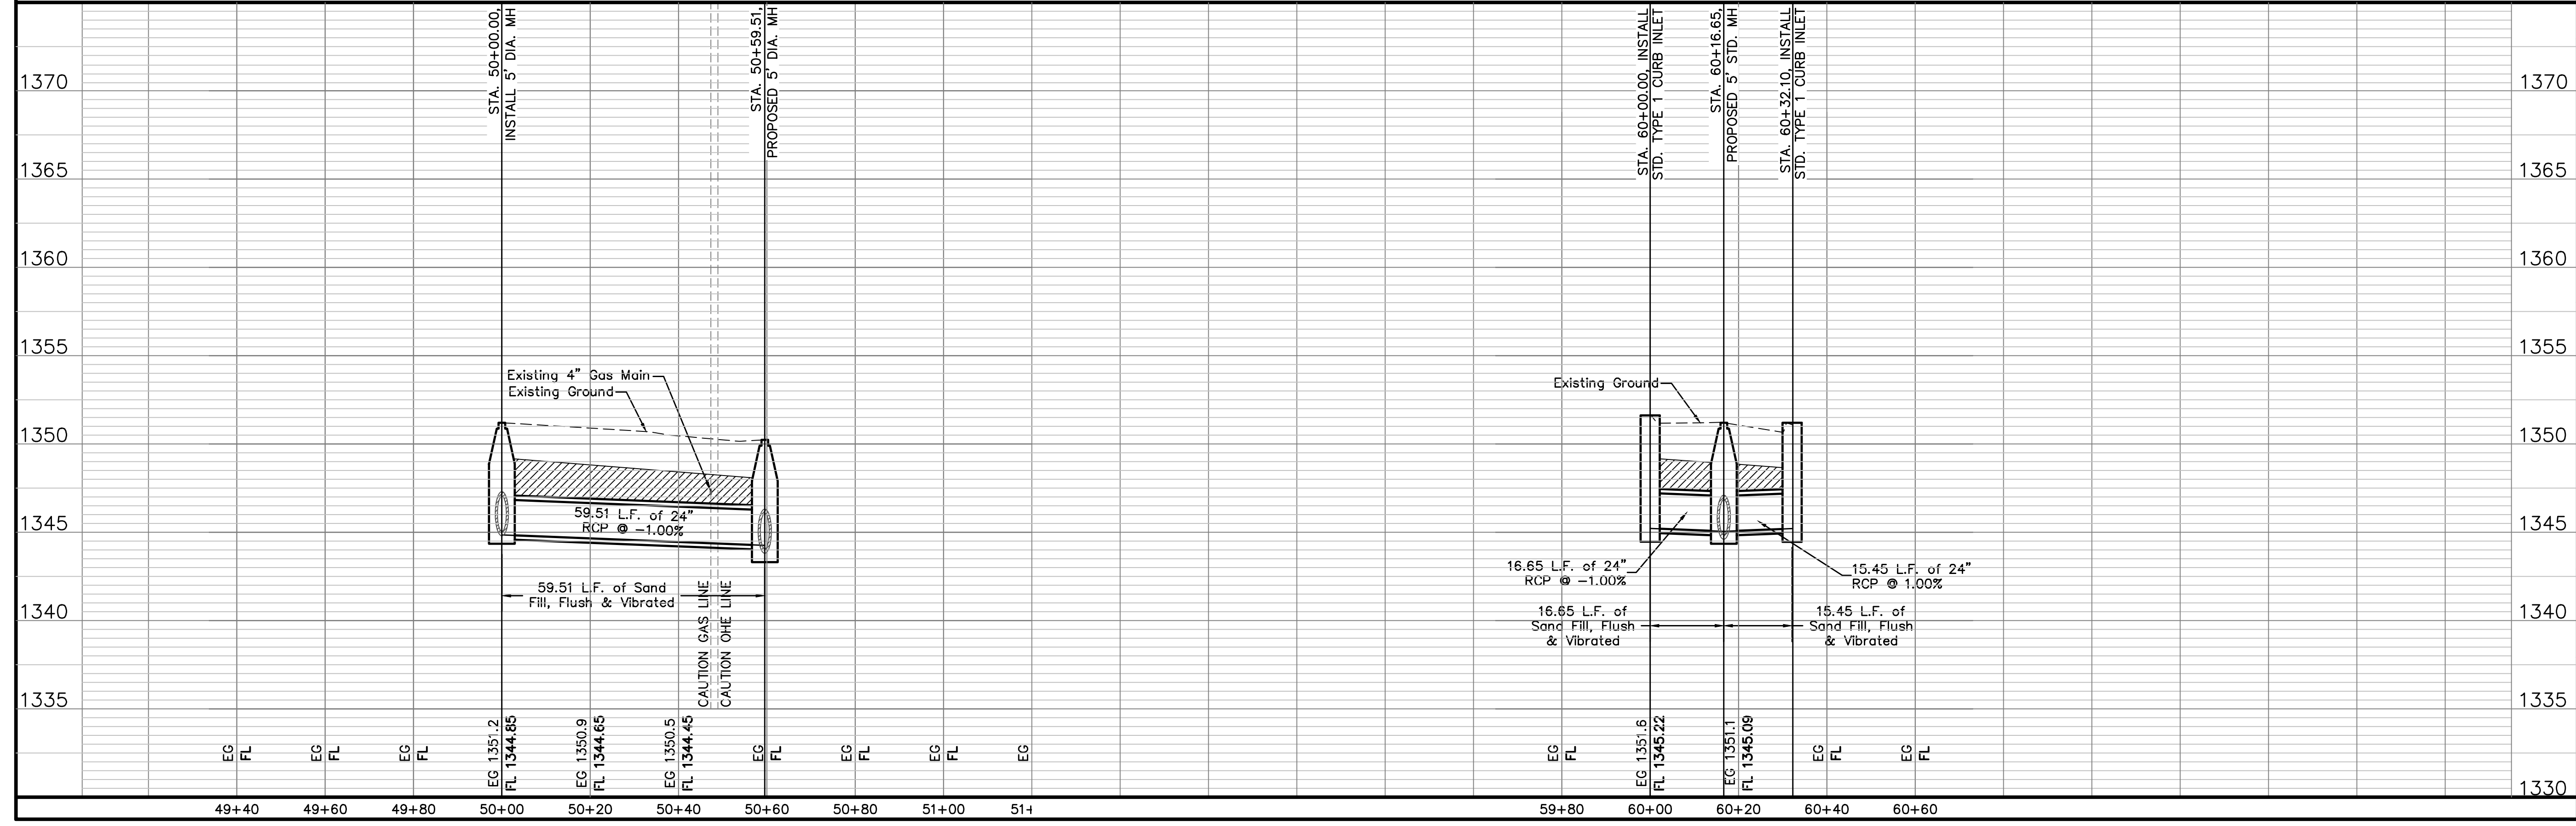 STA. 50+00.00,
INSTALL 5' DIA. MH
STA. 50+59.51,
PROPOSED 5' DIA. MH
STA. 60+00.00, INSTALL
STD. TYPE 1 CURB INLET
STA. 60+16.65,
PROPOSED 5' STD. MH
STA. 60+32.10, INSTALL
STD. TYPE 1 CURB INLET
1370
1370
1365
1365
1360
1360
1355
1355
Existing 4" Gas Main
Existing Ground
Existing Ground
1350
1350
1345
1345
59.51 L.F. of 24"
RCP @ -1.00%
16.65 L.F. of 24"
RCP @ -1.00%
15.45 L.F. of 24"
RCP @ 1.00%
59.51 L.F. of Sand
Fill, Flush & Vibrated
CAUTION GAS LINE
CAUTION OHE LINE
16.65 L.F. of
Sand Fill, Flush
& Vibrated
15.45 L.F. of
Sand Fill, Flush
& Vibrated
1340
1340
1335
1335
EG
FL
EG
FL
EG
FL
EG 1351.2
FL 1344.85
EG 1350.9
FL 1344.65
EG 1350.5
FL 1344.45
EG
FL
EG
FL
EG
FL
EG
EG
FL
EG 1351.6
FL 1345.22
EG 1351.1
FL 1345.09
EG
FL
EG
FL
1330
49+40
49+60
49+80
50+00
50+20
50+40
50+60
50+80
51+00
51+
59+80
60+00
60+20
60+40
60+60